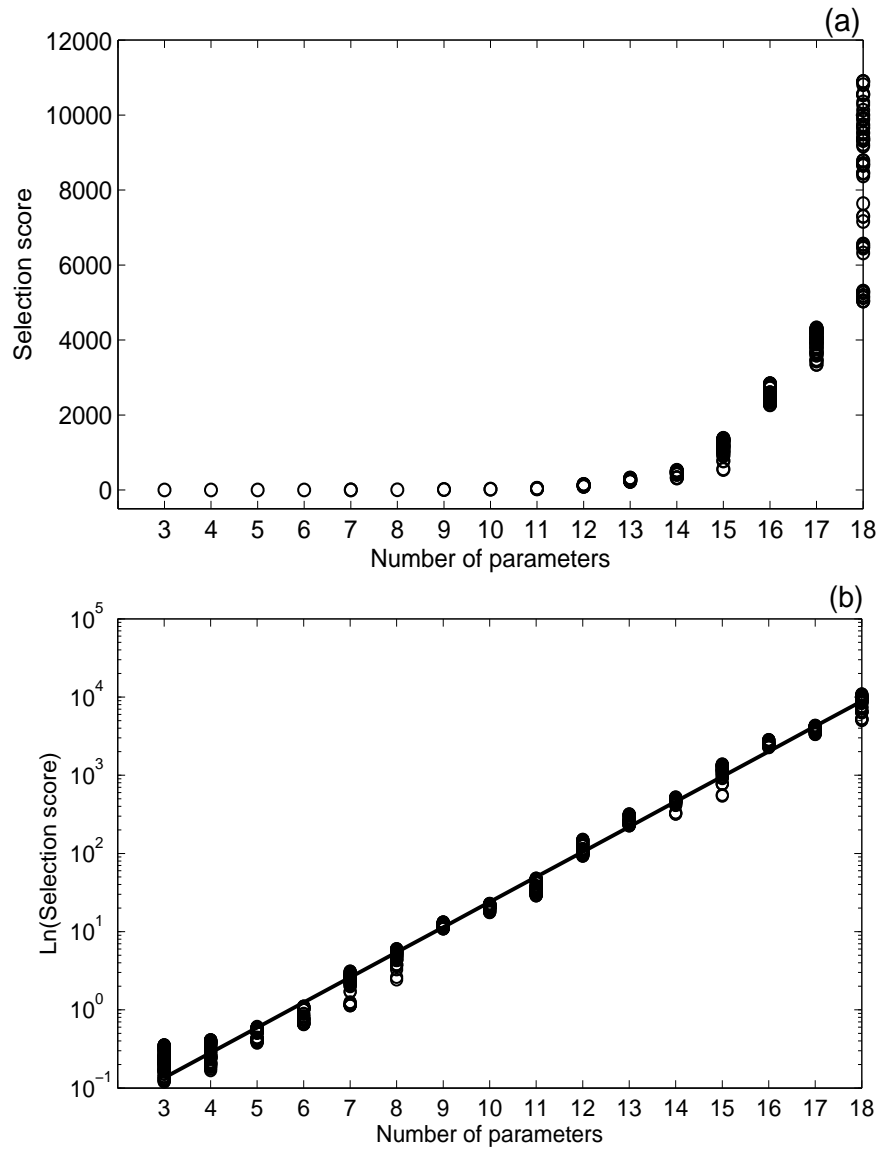 (a)
12000
10000
8000
6000
4000
2000
0
Selection score
3 4 5 6 7 8 9 10 11 12 13 14 15 16 17 18
Number of parameters
(b)
10^5
10^4
10^3
10^2
10^1
10^0
10^-1
Ln(Selection score)
3 4 5 6 7 8 9 10 11 12 13 14 15 16 17 18
Number of parameters